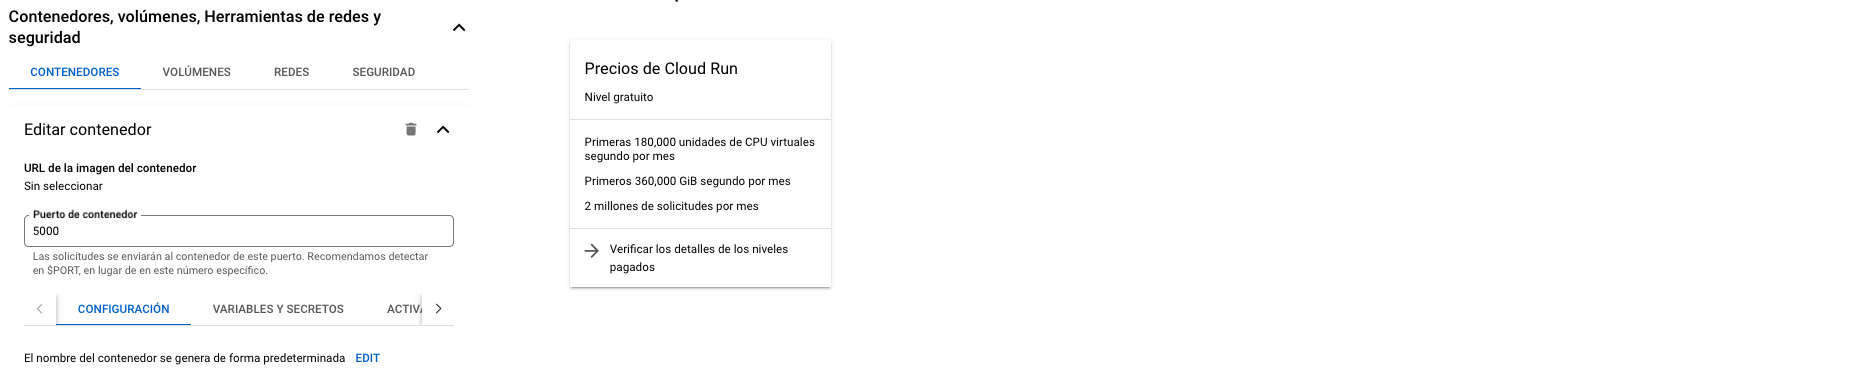 Contenedores, volúmenes, Herramientas de redes y
seguridad
CONTENEDORES
VOLÚMENES
REDES
SEGURIDAD
Editar contenedor
URL de la imagen del contenedor
Sin seleccionar
Puerto de contenedor
5000
Las solicitudes se enviarán al contenedor de este puerto. Recomendamos detectar
en $PORT, en lugar de en este número específico.
CONFIGURACIÓN
VARIABLES Y SECRETOS
El nombre del contenedor se genera de forma predeterminada EDIT
Precios de Cloud Run
Nivel gratuito
Primeras 180,000 unidades de CPU virtuales
segundo por mes
Primeros 360,000 GiB segundo por mes
2 millones de solicitudes por mes
Verificar los detalles de los niveles
pagados